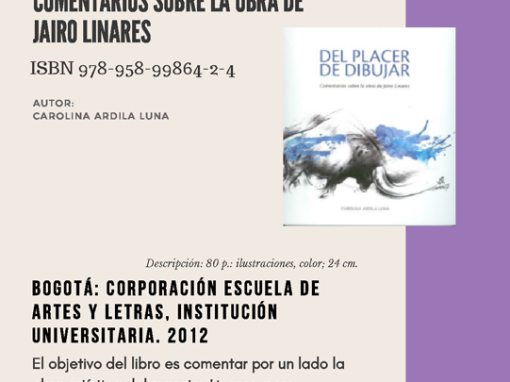 COMENTARIOS SOBRE LA OBRA DE
JAIRO LINARES
ISBN 978-958-99864-2-4
AUTOR:
CAROLINA ARDILA LUNA
DEL PLACER
DE DIBUJAR
Comentarios sobre la obra de Jairo Linares
CAROLINA ARDILA LUNA
Descripción: 80 p.: ilustraciones, color; 24 cm.
BOGOTÁ: CORPORACIÓN ESCUELA DE
ARTES Y LETRAS, INSTITUCIÓN
UNIVERSITARIA. 2012
El objetivo del libro es comentar por un lado la